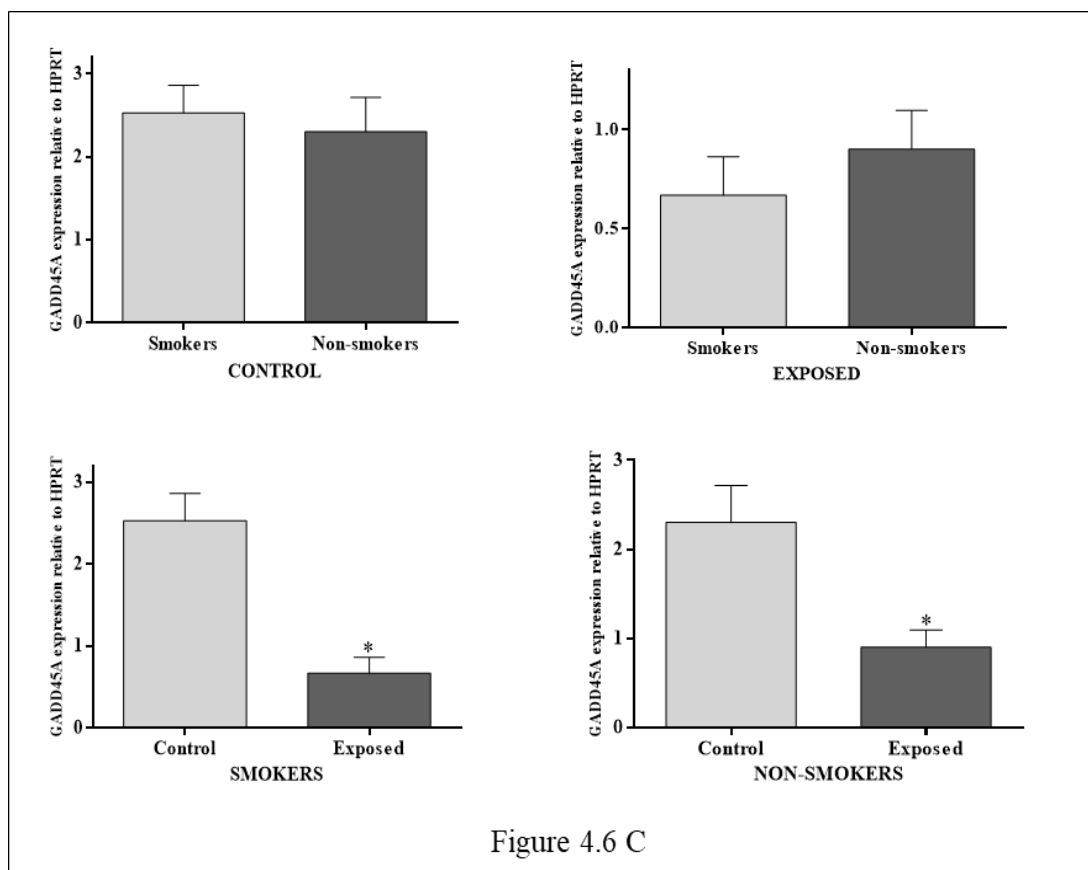 GADD45A expression relative to HPRT
3
2
1
0
Smokers Non-smokers
CONTROL
GADD45A expression relative to HPRT
1.0
0.5
0.0
Smokers Non-smokers
EXPOSED
GADD45A expression relative to HPRT
3
2
1
0
*
Control Exposed
SMOKERS
GADD45A expression relative to HPRT
3
2
1
0
*
Control Exposed
NON-SMOKERS
Figure 4.6 C